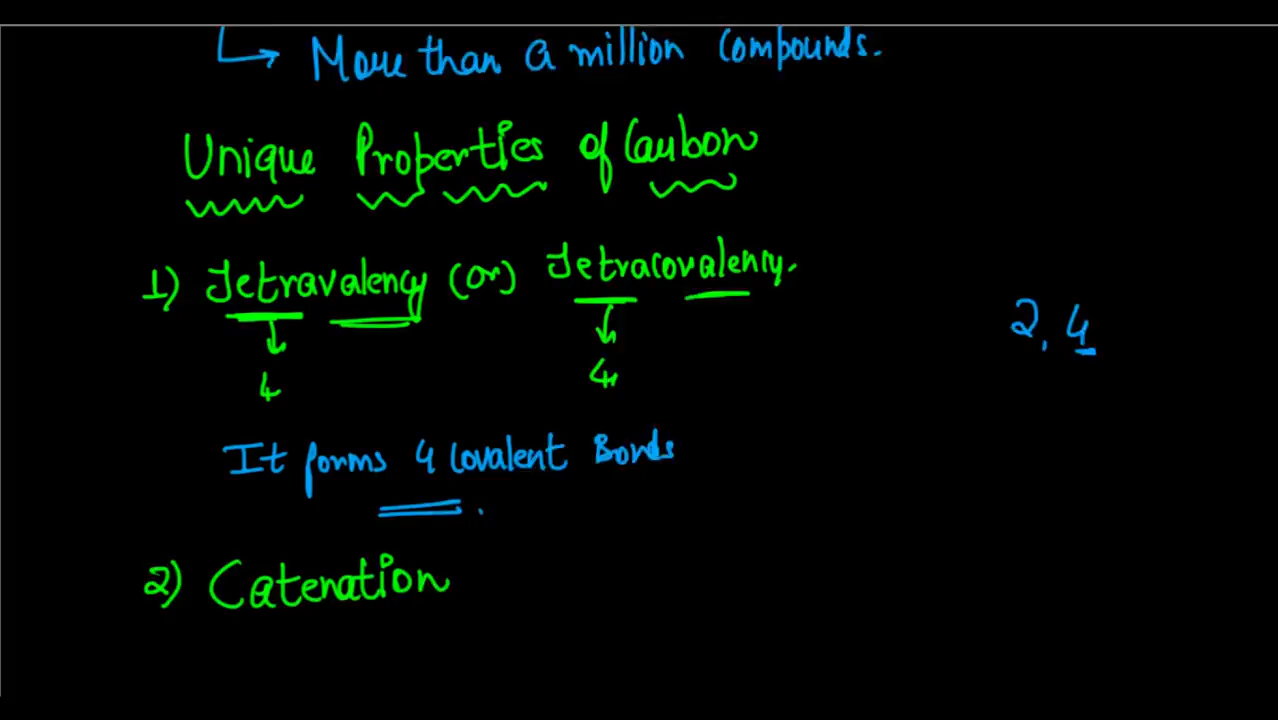 ↳ More than a million compounds.
Unique Properties of Carbon
1) Tetravalency (or) Tetracovalency.
2, 4
↓ ↓
4 4
It forms 4 covalent Bonds.
2) Catenation